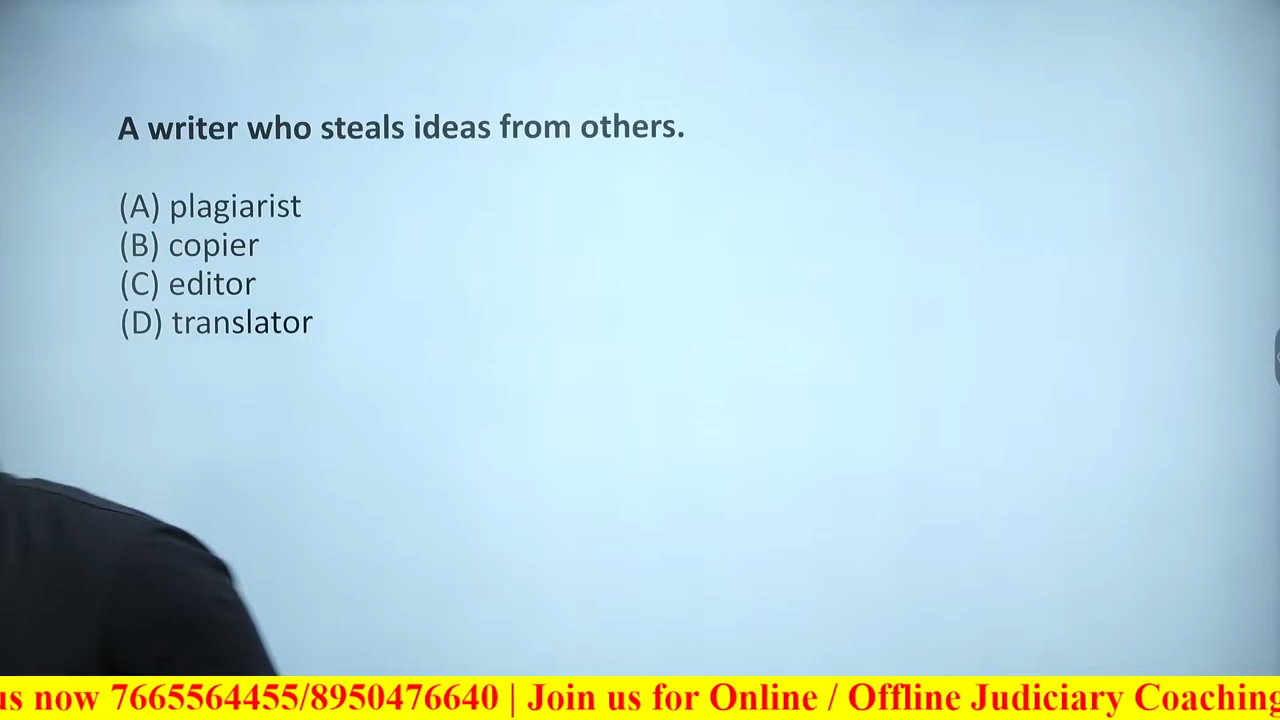 A writer who steals ideas from others.
(A) plagiarist
(B) copier
(C) editor
(D) translator
us now 7665564455/8950476640 | Join us for Online / Offline Judiciary Coaching